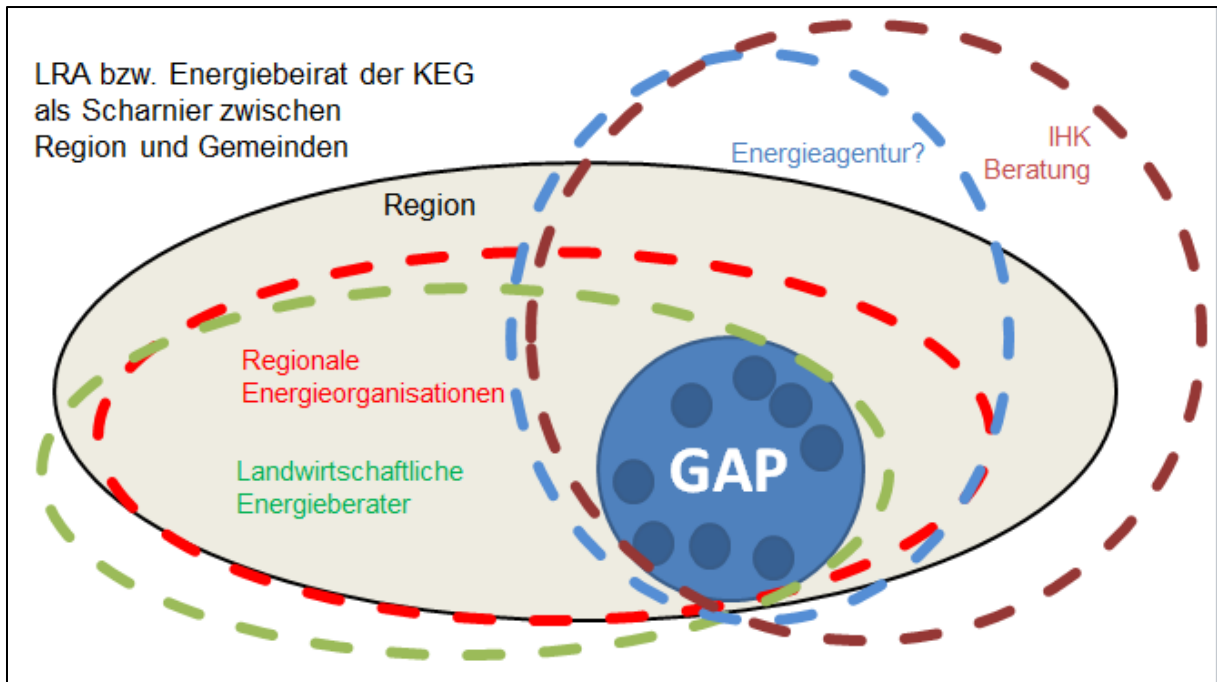 LRA bzw. Energiebeirat der KEG
als Scharnier zwischen
Region und Gemeinden
Energieagentur?
IHK
Beratung
Region
Regionale
Energieorganisationen
Landwirtschaftliche
Energieberater
GAP